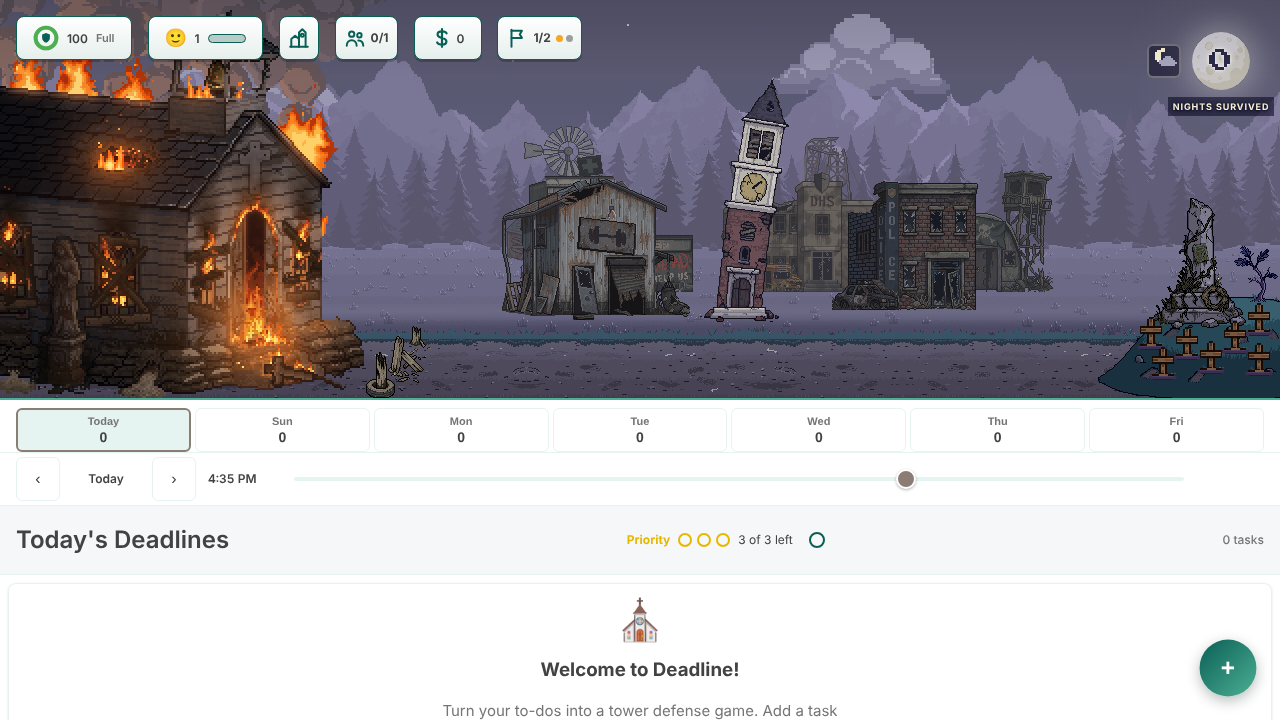 100 Full
1
0/1
$ 0
1/2
0
NIGHTS SURVIVED
DHS
POLICE
Today
0
Sun
0
Mon
0
Tue
0
Wed
0
Thu
0
Fri
0
‹ Today › 4:35 PM
Today's Deadlines
Priority 3 of 3 left
0 tasks
Welcome to Deadline!
Turn your to-dos into a tower defense game. Add a task
+